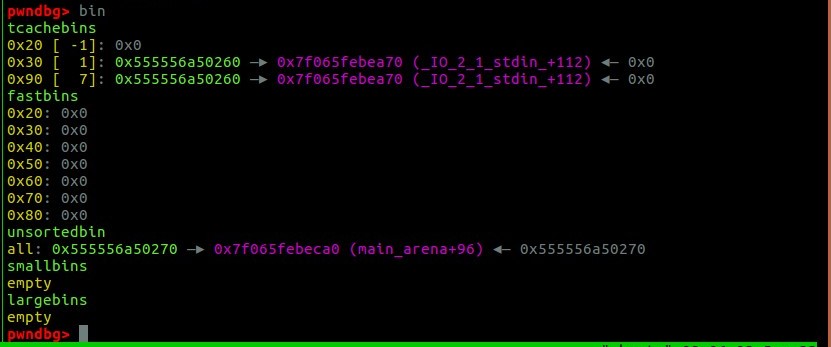 pwndbg> bin
tcachebins
0x20 [ -1]: 0x0
0x30 [  1]: 0x555556a50260 —▸ 0x7f065febea70 (_IO_2_1_stdin_+112) ◂— 0x0
0x90 [  7]: 0x555556a50260 —▸ 0x7f065febea70 (_IO_2_1_stdin_+112) ◂— 0x0
fastbins
0x20: 0x0
0x30: 0x0
0x40: 0x0
0x50: 0x0
0x60: 0x0
0x70: 0x0
0x80: 0x0
unsortedbin
all: 0x555556a50270 —▸ 0x7f065febeca0 (main_arena+96) ◂— 0x555556a50270
smallbins
empty
largebins
empty
pwndbg>